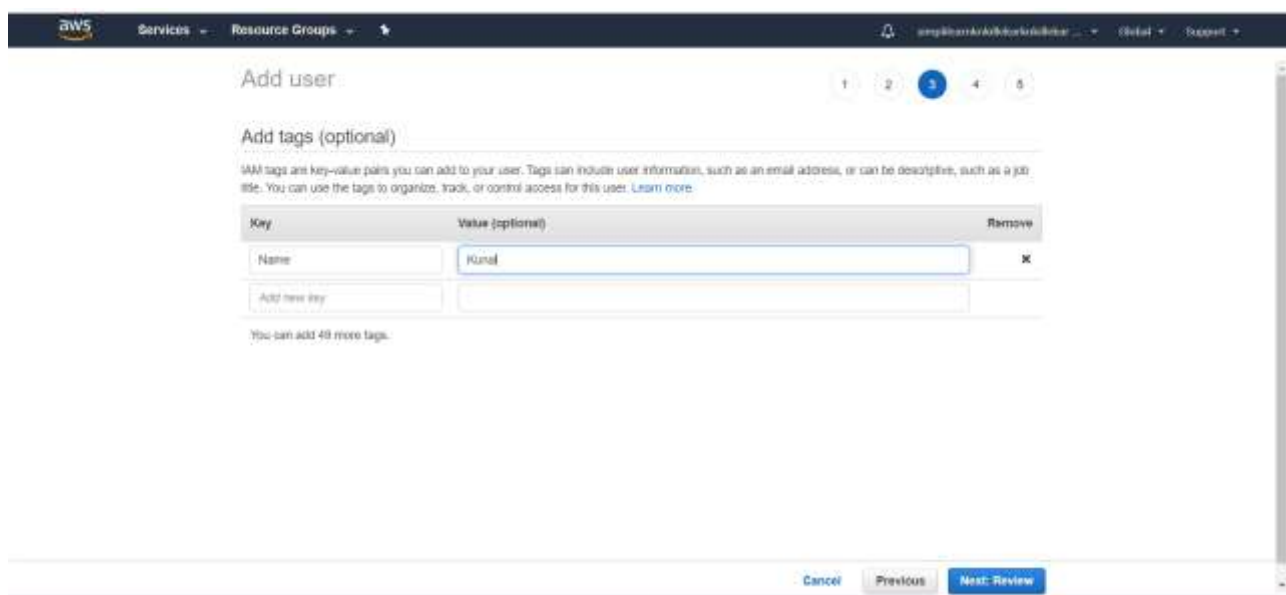 aws Services Resource Groups Global Support
Add user 1 2 3 4 5
Add tags (optional)
IAM tags are key-value pairs you can add to your user. Tags can include user information, such as an email address, or can be descriptive, such as a job
title. You can use the tags to organize, track, or control access for this user. Learn more
Key Value (optional) Remove
Name Kunal
Add new key
You can add 49 more tags.
Cancel Previous Next: Review